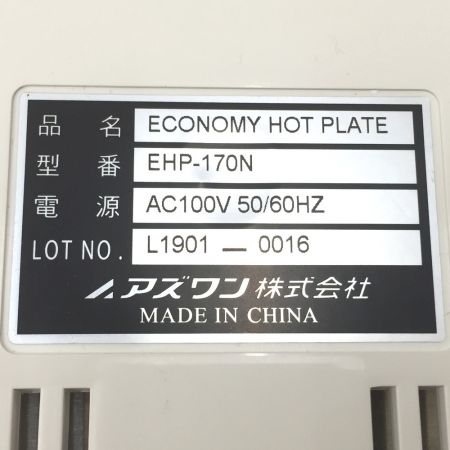 品名 ECONOMY HOT PLATE
型番 EHP-170N
電源 AC100V 50/60HZ
LOT NO. L1901 — 0016
アズワン株式会社
MADE IN CHINA